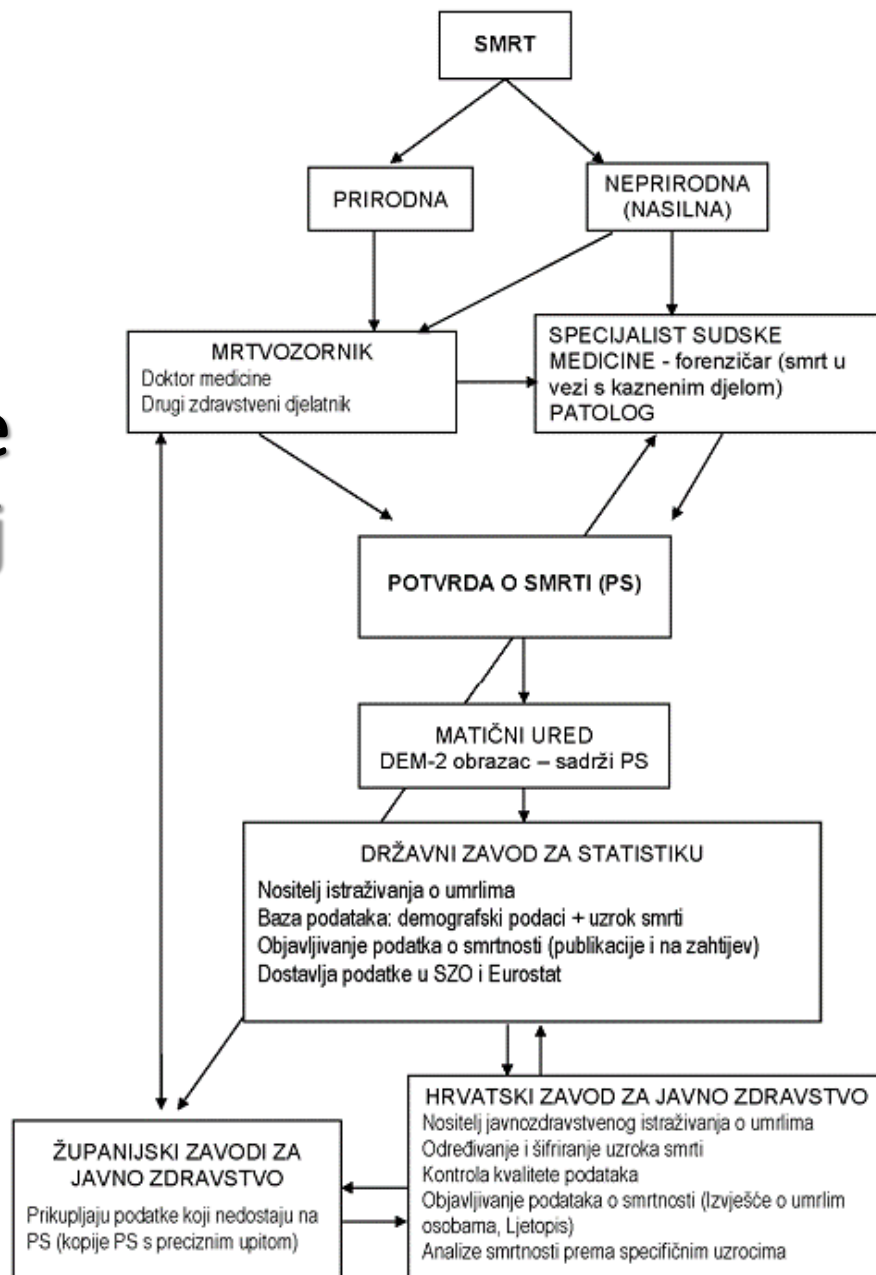 SMRT
PRIRODNA
NEPRIRODNA
(NASILNA)
MRTVOZORNIK
Doktor medicine
Drugi zdravstveni djelatnik
SPECIJALIST SUDSKE
MEDICINE - forenzičar (smrt u
vezi s kaznenim djelom)
PATOLOG
e
j
POTVRDA O SMRTI (PS)
MATIČNI URED
DEM-2 obrazac – sadrži PS
DRŽAVNI ZAVOD ZA STATISTIKU
Nositelj istraživanja o umrlima
Baza podataka: demografski podaci + uzrok smrti
Objavljivanje podatka o smrtnosti (publikacije i na zahtijev)
Dostavlja podatke u SZO i Eurostat
HRVATSKI ZAVOD ZA JAVNO ZDRAVSTVO
Nositelj javnozdravstvenog istraživanja o umrlima
Određivanje i šifriranje uzroka smrti
Kontrola kvalitete podataka
Objavljivanje podataka o smrtnosti (Izvješće o umrlim
osobama, Ljetopis)
Analize smrtnosti prema specifičnim uzrocima
ŽUPANIJSKI ZAVODI ZA
JAVNO ZDRAVSTVO
Prikupljaju podatke koji nedostaju na
PS (kopije PS s preciznim upitom)